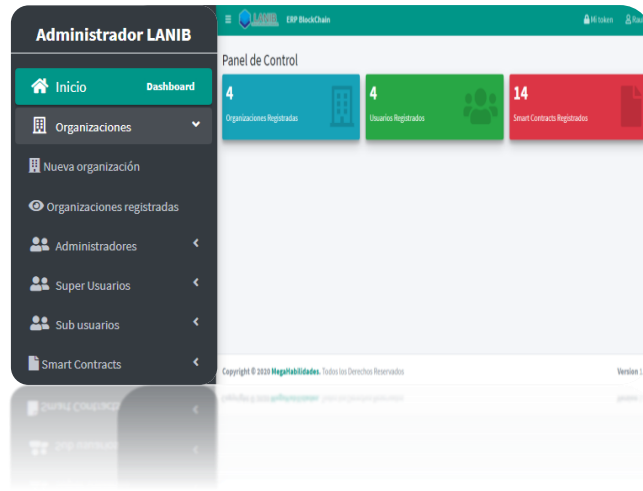 Administrador LANIB
Inicio Dashboard
Organizaciones
Nueva organización
Organizaciones registradas
Administradores
Super Usuarios
Sub usuarios
Smart Contracts
LANIB ERP BlockChain Mi token
Panel de Control
4
Organizaciones Registradas
4
Usuarios Registrados
14
Smart Contracts Registrados
Copyright © 2020 MegaHabilidades. Todos los Derechos Reservados Version